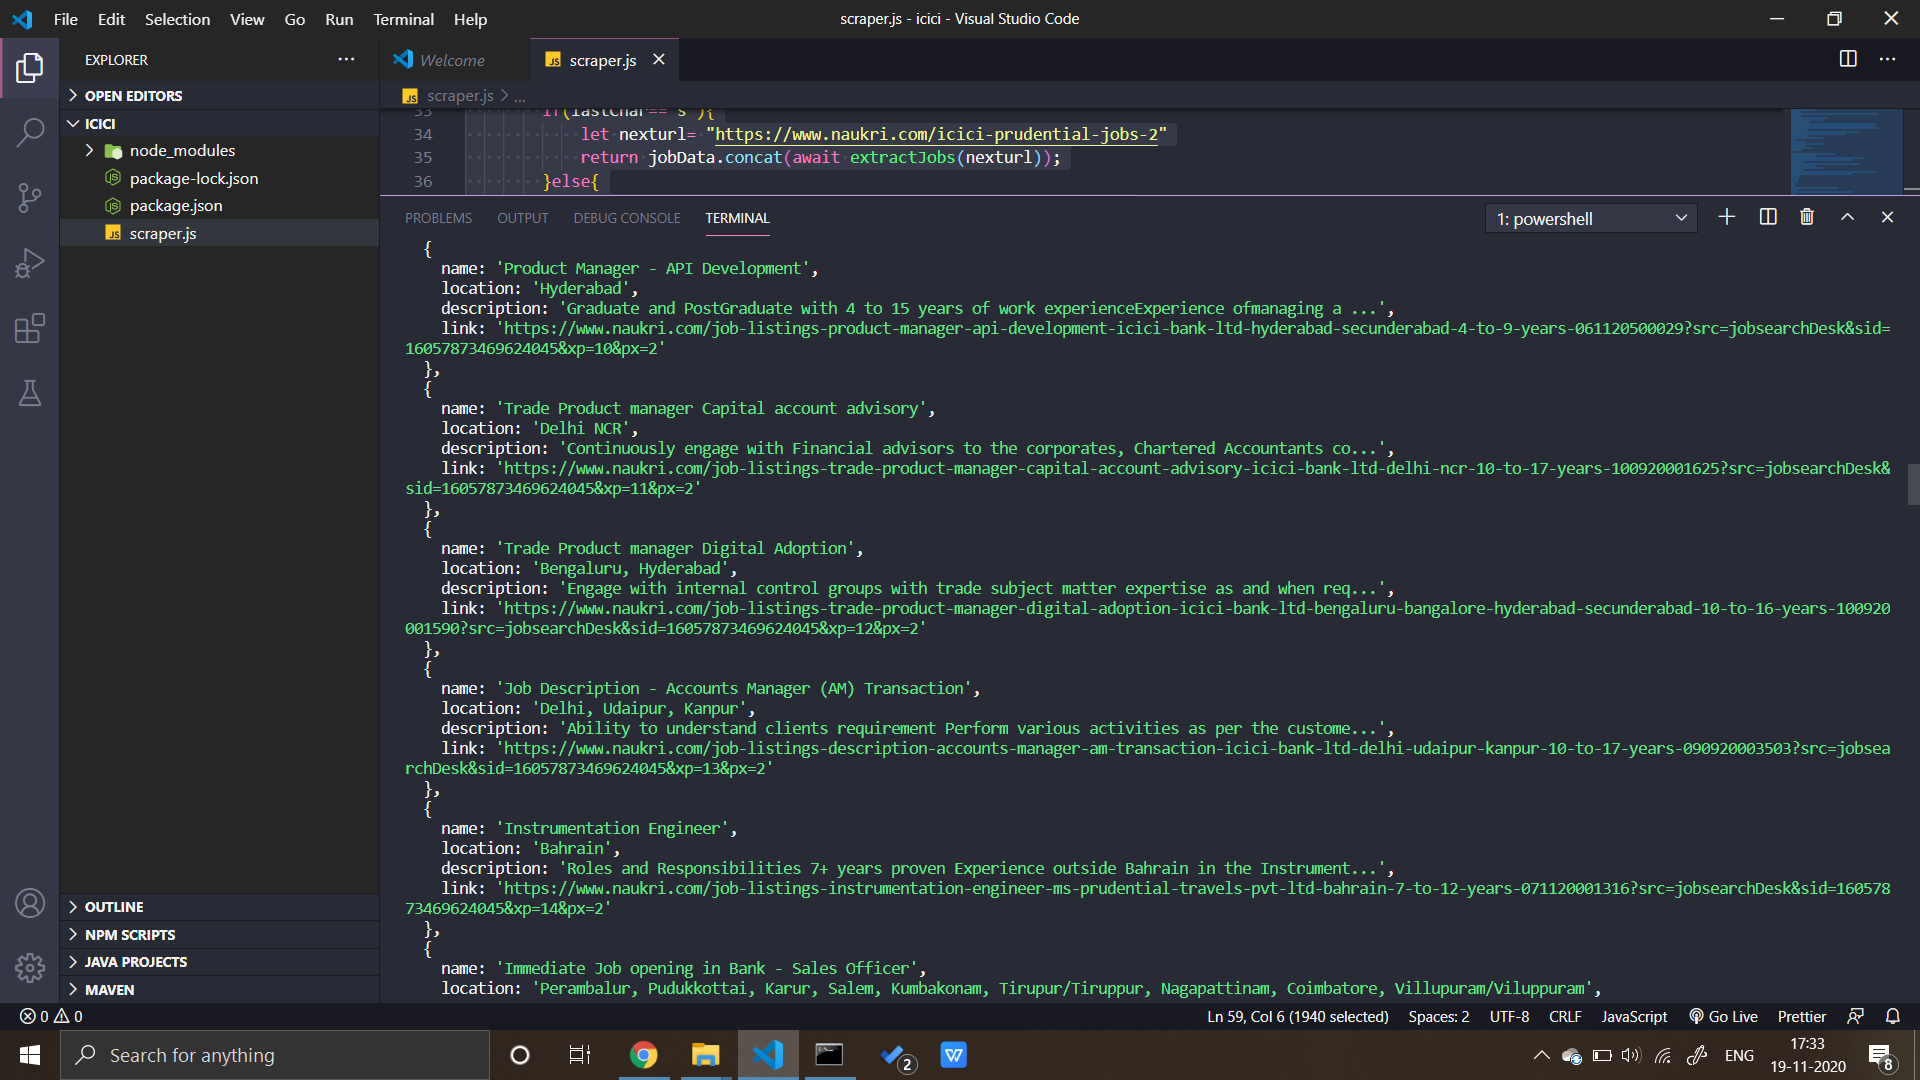 File Edit Selection View Go Run Terminal Help
scraper.js - icici - Visual Studio Code
EXPLORER
OPEN EDITORS
ICICI
node_modules
package-lock.json
package.json
scraper.js
OUTLINE
NPM SCRIPTS
JAVA PROJECTS
MAVEN
Welcome
scraper.js
scraper.js > ...
33 if(lastChar=='s'){
34 let nexturl= "https://www.naukri.com/icici-prudential-jobs-2"
35 return jobData.concat(await extractJobs(nexturl));
36 }else{
PROBLEMS OUTPUT DEBUG CONSOLE TERMINAL
1: powershell
{
name: 'Product Manager - API Development',
location: 'Hyderabad',
description: 'Graduate and PostGraduate with 4 to 15 years of work experienceExperience ofmanaging a ...',
link: 'https://www.naukri.com/job-listings-product-manager-api-development-icici-bank-ltd-hyderabad-secunderabad-4-to-9-years-061120500029?src=jobsearchDesk&sid=
16057873469624045&xp=10&px=2'
},
{
name: 'Trade Product manager Capital account advisory',
location: 'Delhi NCR',
description: 'Continuously engage with Financial advisors to the corporates, Chartered Accountants co...',
link: 'https://www.naukri.com/job-listings-trade-product-manager-capital-account-advisory-icici-bank-ltd-delhi-ncr-10-to-17-years-100920001625?src=jobsearchDesk&
sid=16057873469624045&xp=11&px=2'
},
{
name: 'Trade Product manager Digital Adoption',
location: 'Bengaluru, Hyderabad',
description: 'Engage with internal control groups with trade subject matter expertise as and when req...',
link: 'https://www.naukri.com/job-listings-trade-product-manager-digital-adoption-icici-bank-ltd-bengaluru-bangalore-hyderabad-secunderabad-10-to-16-years-100920
001590?src=jobsearchDesk&sid=16057873469624045&xp=12&px=2'
},
{
name: 'Job Description - Accounts Manager (AM) Transaction',
location: 'Delhi, Udaipur, Kanpur',
description: 'Ability to understand clients requirement Perform various activities as per the custome...',
link: 'https://www.naukri.com/job-listings-description-accounts-manager-am-transaction-icici-bank-ltd-delhi-udaipur-kanpur-10-to-17-years-090920003503?src=jobsea
rchDesk&sid=16057873469624045&xp=13&px=2'
},
{
name: 'Instrumentation Engineer',
location: 'Bahrain',
description: 'Roles and Responsibilities 7+ years proven Experience outside Bahrain in the Instrument...',
link: 'https://www.naukri.com/job-listings-instrumentation-engineer-ms-prudential-travels-pvt-ltd-bahrain-7-to-12-years-071120001316?src=jobsearchDesk&sid=160578
73469624045&xp=14&px=2'
},
{
name: 'Immediate Job opening in Bank - Sales Officer',
location: 'Perambalur, Pudukkottai, Karur, Salem, Kumbakonam, Tirupur/Tiruppur, Nagapattinam, Coimbatore, Villupuram/Viluppuram',
0 0
Ln 59, Col 6 (1940 selected) Spaces: 2 UTF-8 CRLF JavaScript Go Live Prettier
Search for anything
2
W
ENG
17:33
19-11-2020
8